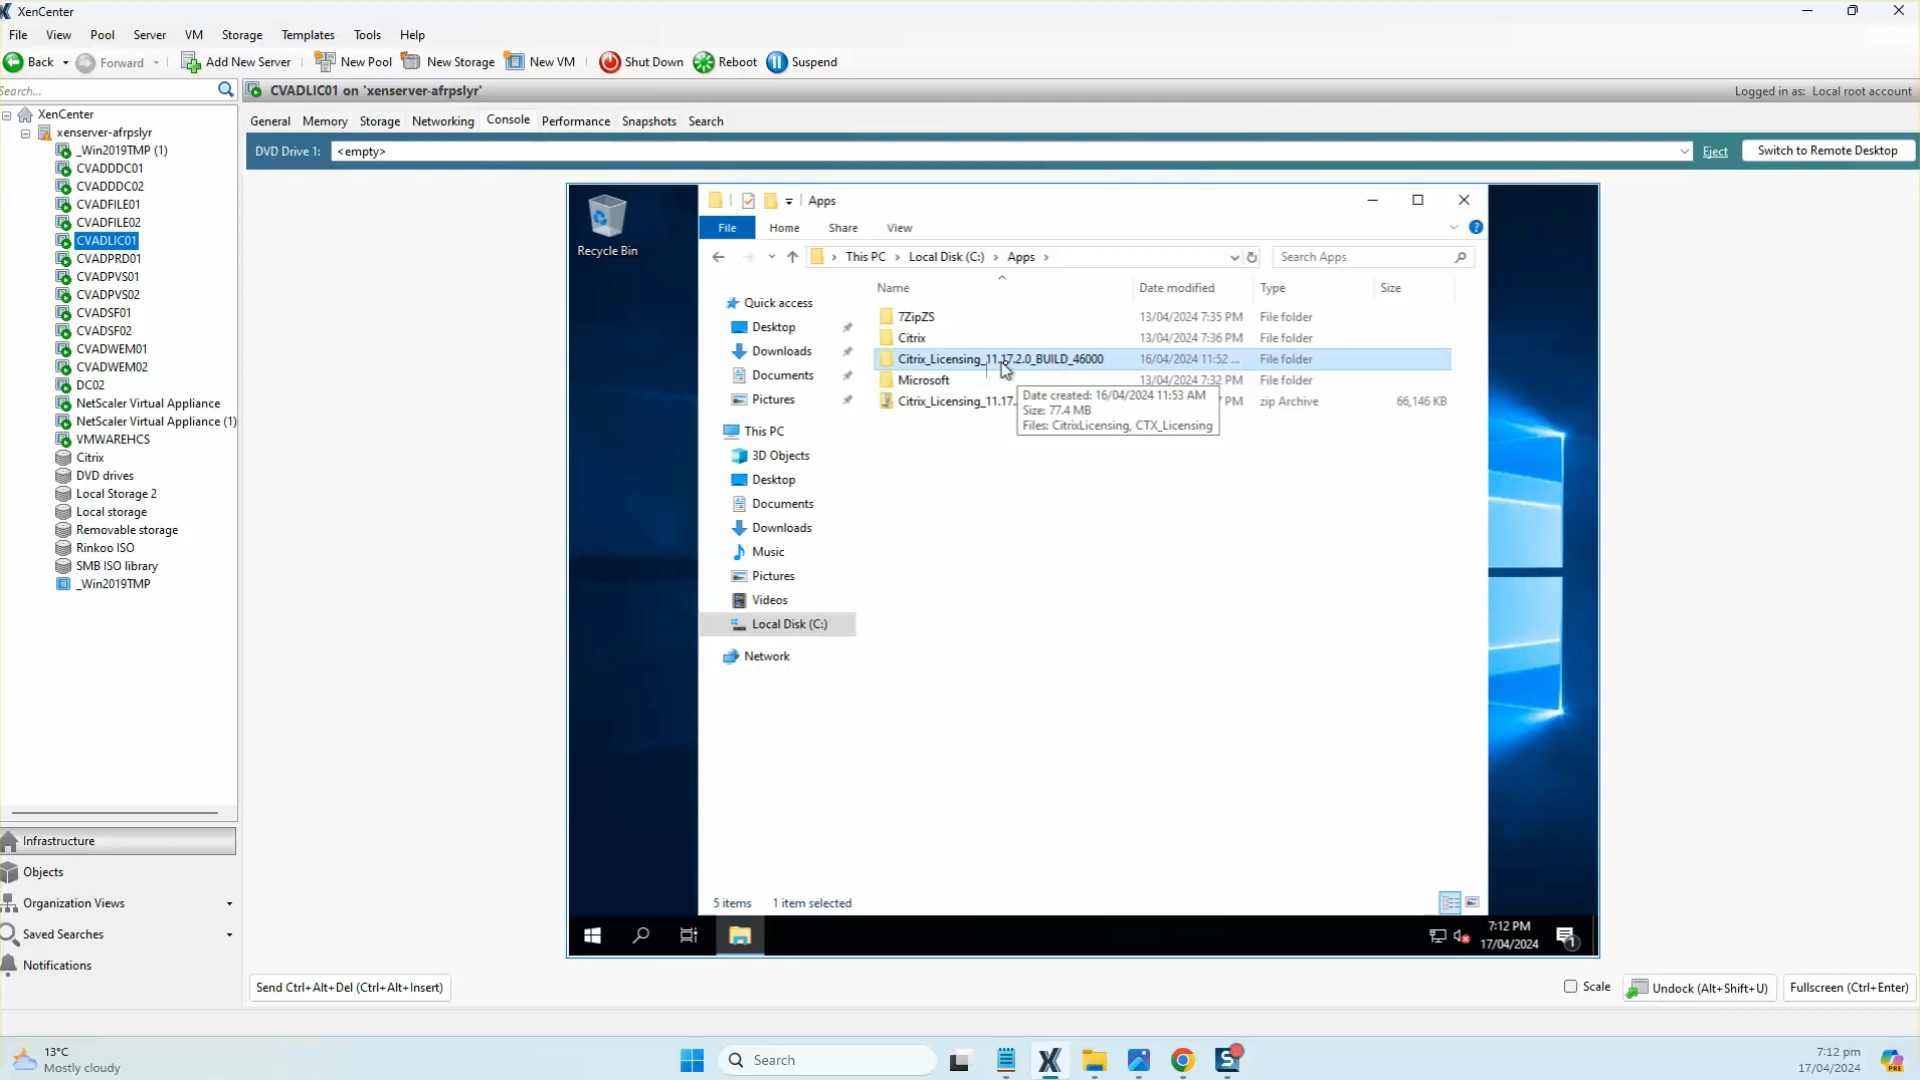 XenCenter
File View Pool Server VM Storage Templates Tools Help
Back Forward Add New Server New Pool New Storage New VM Shut Down Reboot Suspend
Search...
CVADLIC01 on 'xenserver-afrpslyr'
Logged in as: Local root account
General Memory Storage Networking Console Performance Snapshots Search
DVD Drive 1: <empty> Eject Switch to Remote Desktop
XenCenter
xenserver-afrpslyr
_Win2019TMP (1)
CVADDDC01
CVADDDC02
CVADFILE01
CVADFILE02
CVADLIC01
CVADPRD01
CVADPVS01
CVADPVS02
CVADSF01
CVADSF02
CVADWEM01
CVADWEM02
DC02
NetScaler Virtual Appliance
NetScaler Virtual Appliance (1)
VMWAREHCS
Citrix
DVD drives
Local Storage 2
Local storage
Removable storage
Rinkoo ISO
SMB ISO library
_Win2019TMP
Infrastructure
Objects
Organization Views
Saved Searches
Notifications
Recycle Bin
Apps
File Home Share View
This PC Local Disk (C:) Apps
Search Apps
Quick access
Desktop
Downloads
Documents
Pictures
This PC
3D Objects
Desktop
Documents
Downloads
Music
Pictures
Videos
Local Disk (C:)
Network
Name Date modified Type Size
7ZipZS 13/04/2024 7:35 PM File folder
Citrix 13/04/2024 7:36 PM File folder
Citrix_Licensing_11.17.2.0_BUILD_46000 16/04/2024 11:52 ... File folder
Microsoft 13/04/2024 7:32 PM File folder
Citrix_Licensing_11.17. PM zip Archive 66,146 KB
Date created: 16/04/2024 11:53 AM
Size: 77.4 MB
Files: CitrixLicensing, CTX_Licensing
5 items 1 item selected
7:12 PM
17/04/2024
1
Send Ctrl+Alt+Del (Ctrl+Alt+Insert)
Scale Undock (Alt+Shift+U) Fullscreen (Ctrl+Enter)
13°C
Mostly cloudy
Search
7:12 pm
17/04/2024
PRE